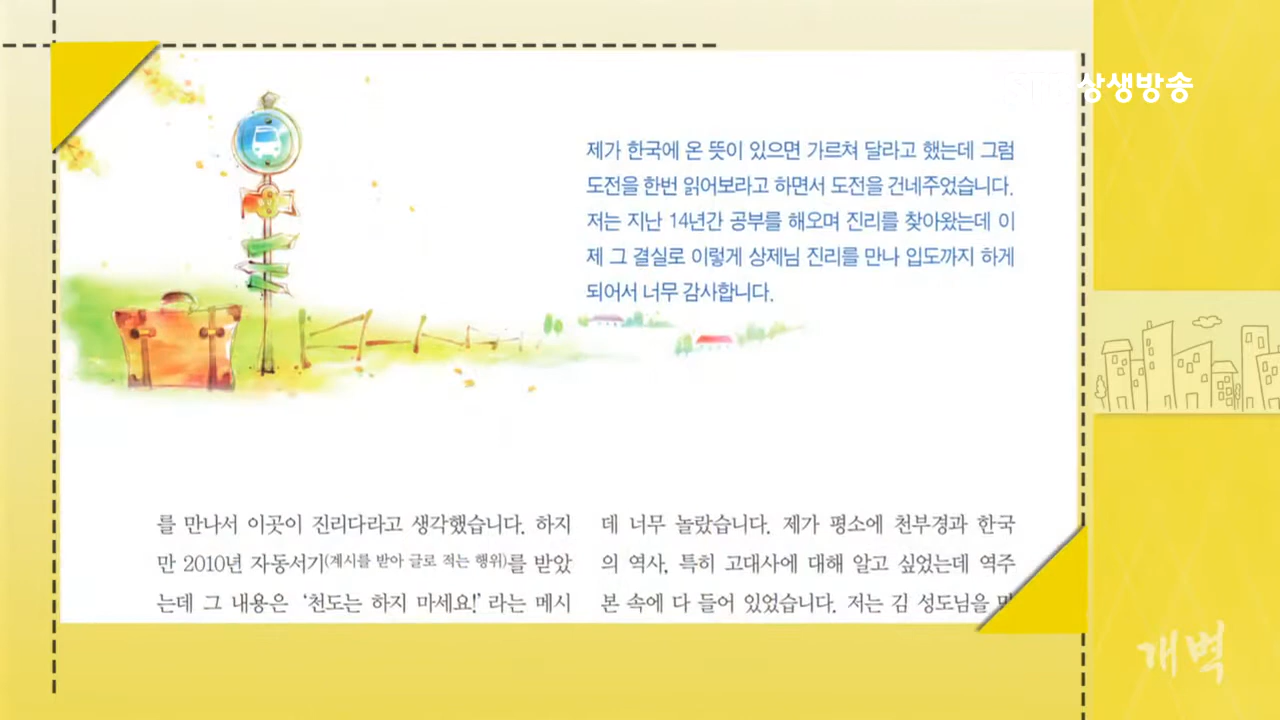 상생방송
제가 한국에 온 뜻이 있으면 가르쳐 달라고 했는데 그럼
도전을 한번 읽어보라고 하면서 도전을 건네주었습니다.
저는 지난 14년간 공부를 해오며 진리를 찾아왔는데 이
제 그 결실로 이렇게 상제님 진리를 만나 입도까지 하게
되어서 너무 감사합니다.
를 만나서 이곳이 진리다라고 생각했습니다. 하지
만 2010년 자동서기(계시를 받아 글로 적는 행위)를 받았
는데 그 내용은 ‘천도는 하지 마세요!’ 라는 메시
데 너무 놀랐습니다. 제가 평소에 천부경과 한국
의 역사, 특히 고대사에 대해 알고 싶었는데 역주
본 속에 다 들어 있었습니다. 저는 김 성도님을
개벽